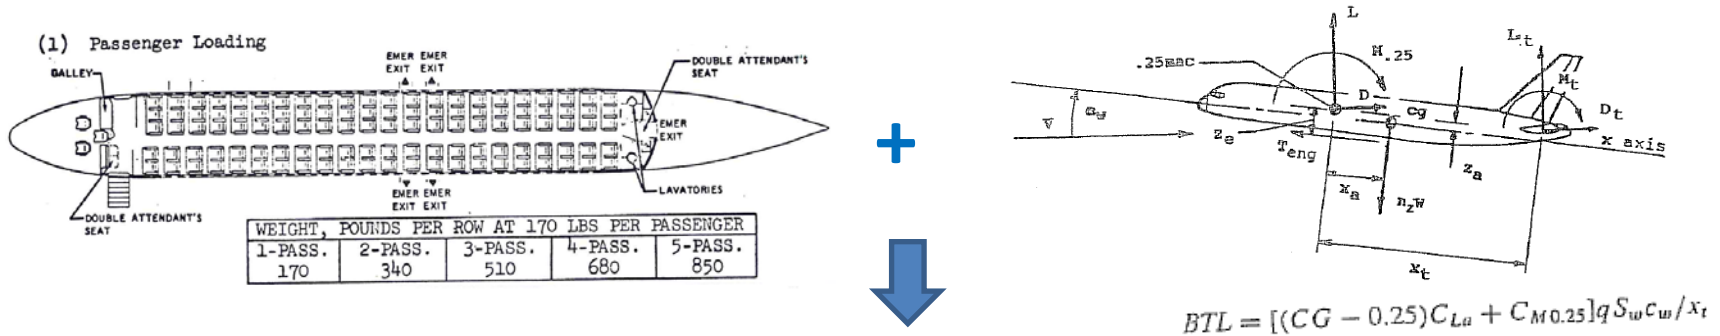 (1) Passenger Loading
GALLEY
EMER EXIT
EMER EXIT
DOUBLE ATTENDANT'S SEAT
EMER EXIT
LAVATORIES
EMER EXIT
EMER EXIT
DOUBLE ATTENDANT'S SEAT
WEIGHT, POUNDS PER ROW AT 170 LBS PER PASSENGER
1-PASS. 2-PASS. 3-PASS. 4-PASS. 5-PASS.
170 340 510 680 850
+
L
M.25
.25mac
D
cg
Lt
Mt
Dt
x axis
αw
V
Ze
Teng
Za
xa
nzW
xt
BTL = [(CG − 0.25)CLa + CM0.25]qSwcw/xt